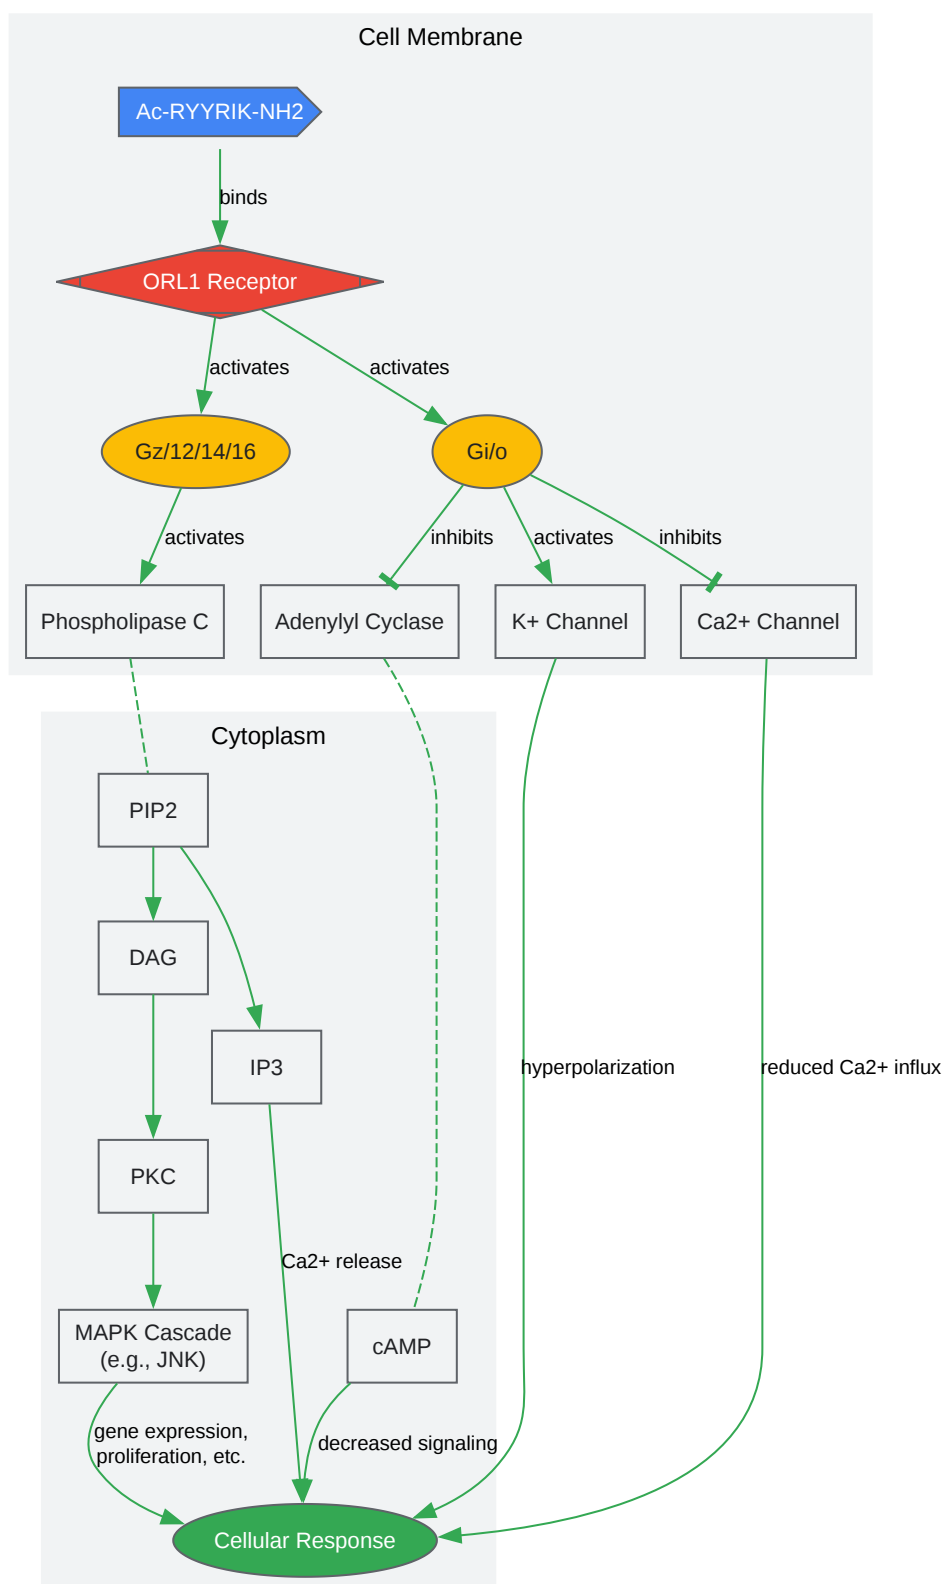 Cell Membrane
Ac-RYYRIK-NH2
binds
ORL1 Receptor
activates
activates
Gz/12/14/16
Gi/o
activates
inhibits
activates
inhibits
Phospholipase C
Adenylyl Cyclase
K+ Channel
Ca2+ Channel
Cytoplasm
PIP2
DAG
IP3
hyperpolarization
reduced Ca2+ influx
PKC
Ca2+ release
MAPK Cascade
(e.g., JNK)
cAMP
gene expression,
proliferation, etc.
decreased signaling
Cellular Response